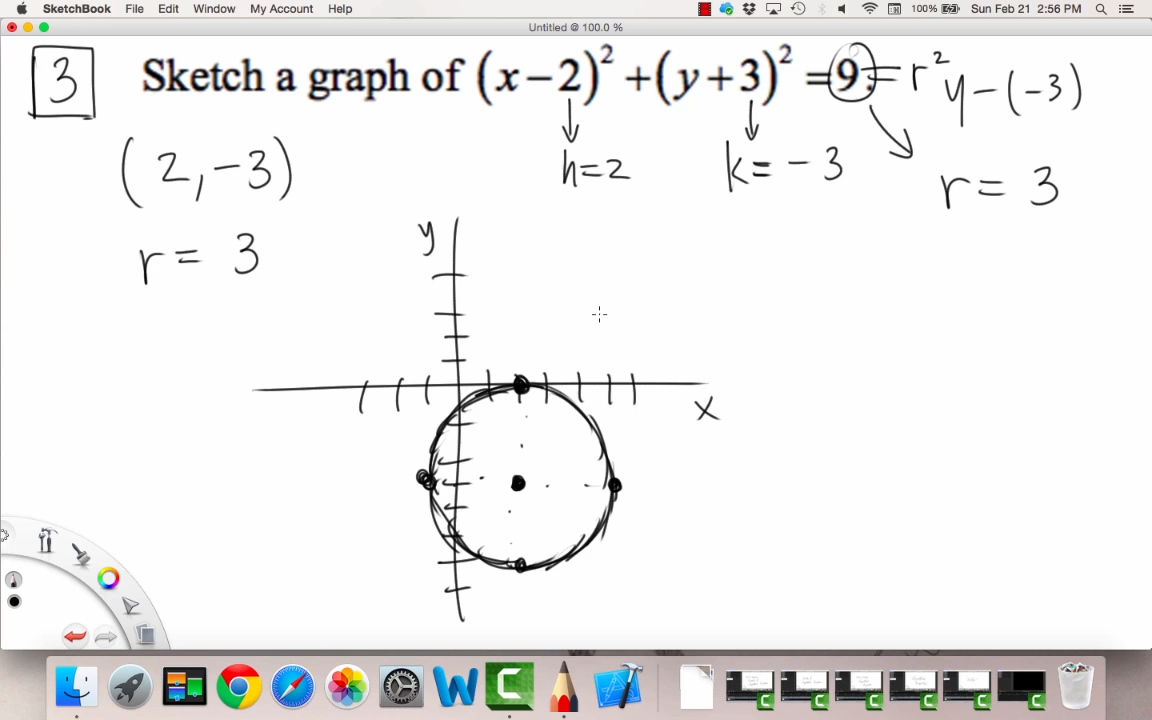 SketchBook File Edit Window My Account Help 100% Sun Feb 21 2:56 PM
Untitled @ 100.0 %
3 Sketch a graph of (x−2)² +(y+3)² =9. = r² y−(−3)
(2,−3) h=2 k= −3 r= 3
r= 3
y
x
W C
C C C C C C